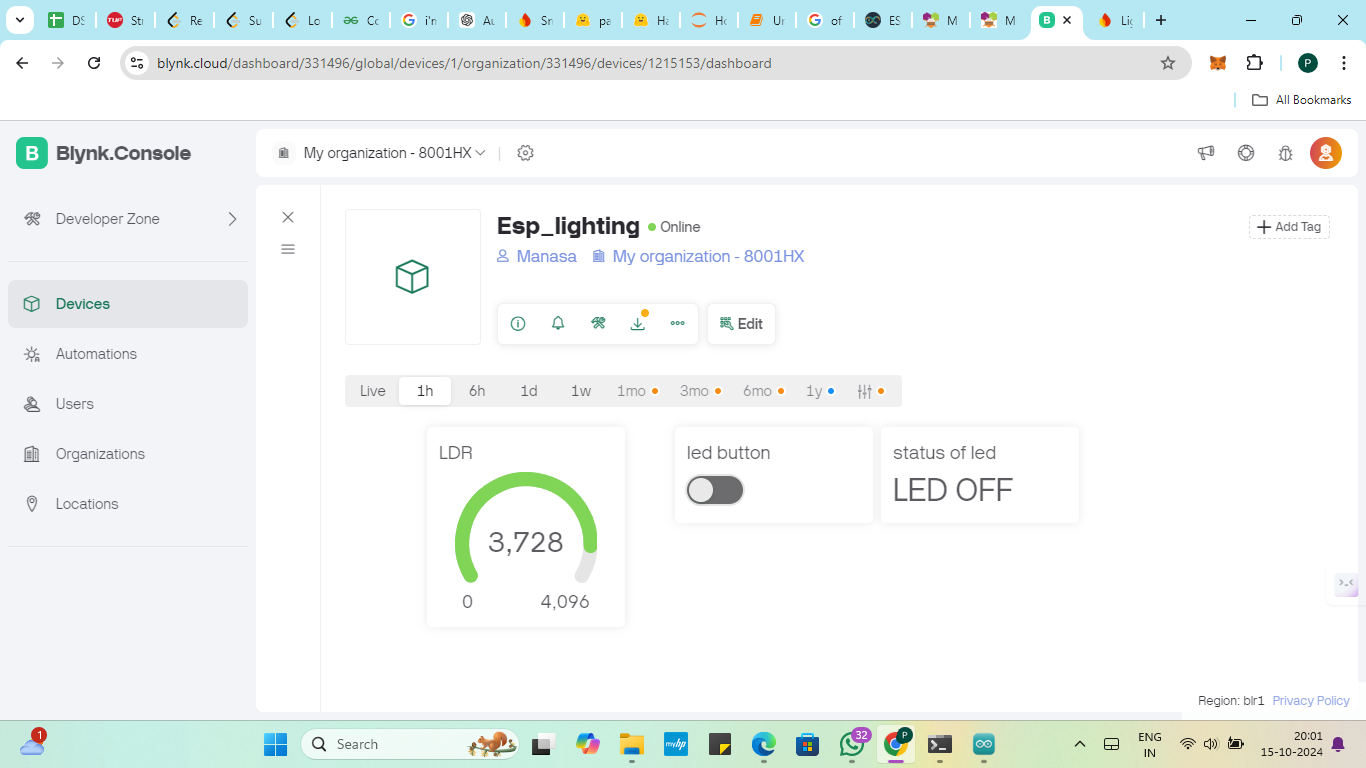 DS
TUF
Str
Re
Su
Lo
Co
i'n
Au
Sn
pa
Ha
Ho
Ur
of
ES
M
M
B
Lig
blynk.cloud/dashboard/331496/global/devices/1/organization/331496/devices/1215153/dashboard
P
All Bookmarks
B Blynk.Console
My organization - 8001HX
Developer Zone
Devices
Automations
Users
Organizations
Locations
Esp_lighting Online
Add Tag
Manasa My organization - 8001HX
Edit
Live 1h 6h 1d 1w 1mo 3mo 6mo 1y
LDR
3,728
0 4,096
led button
status of led
LED OFF
Region: blr1 Privacy Policy
1
Search
myhp
32
P
ENG
IN
20:01
15-10-2024